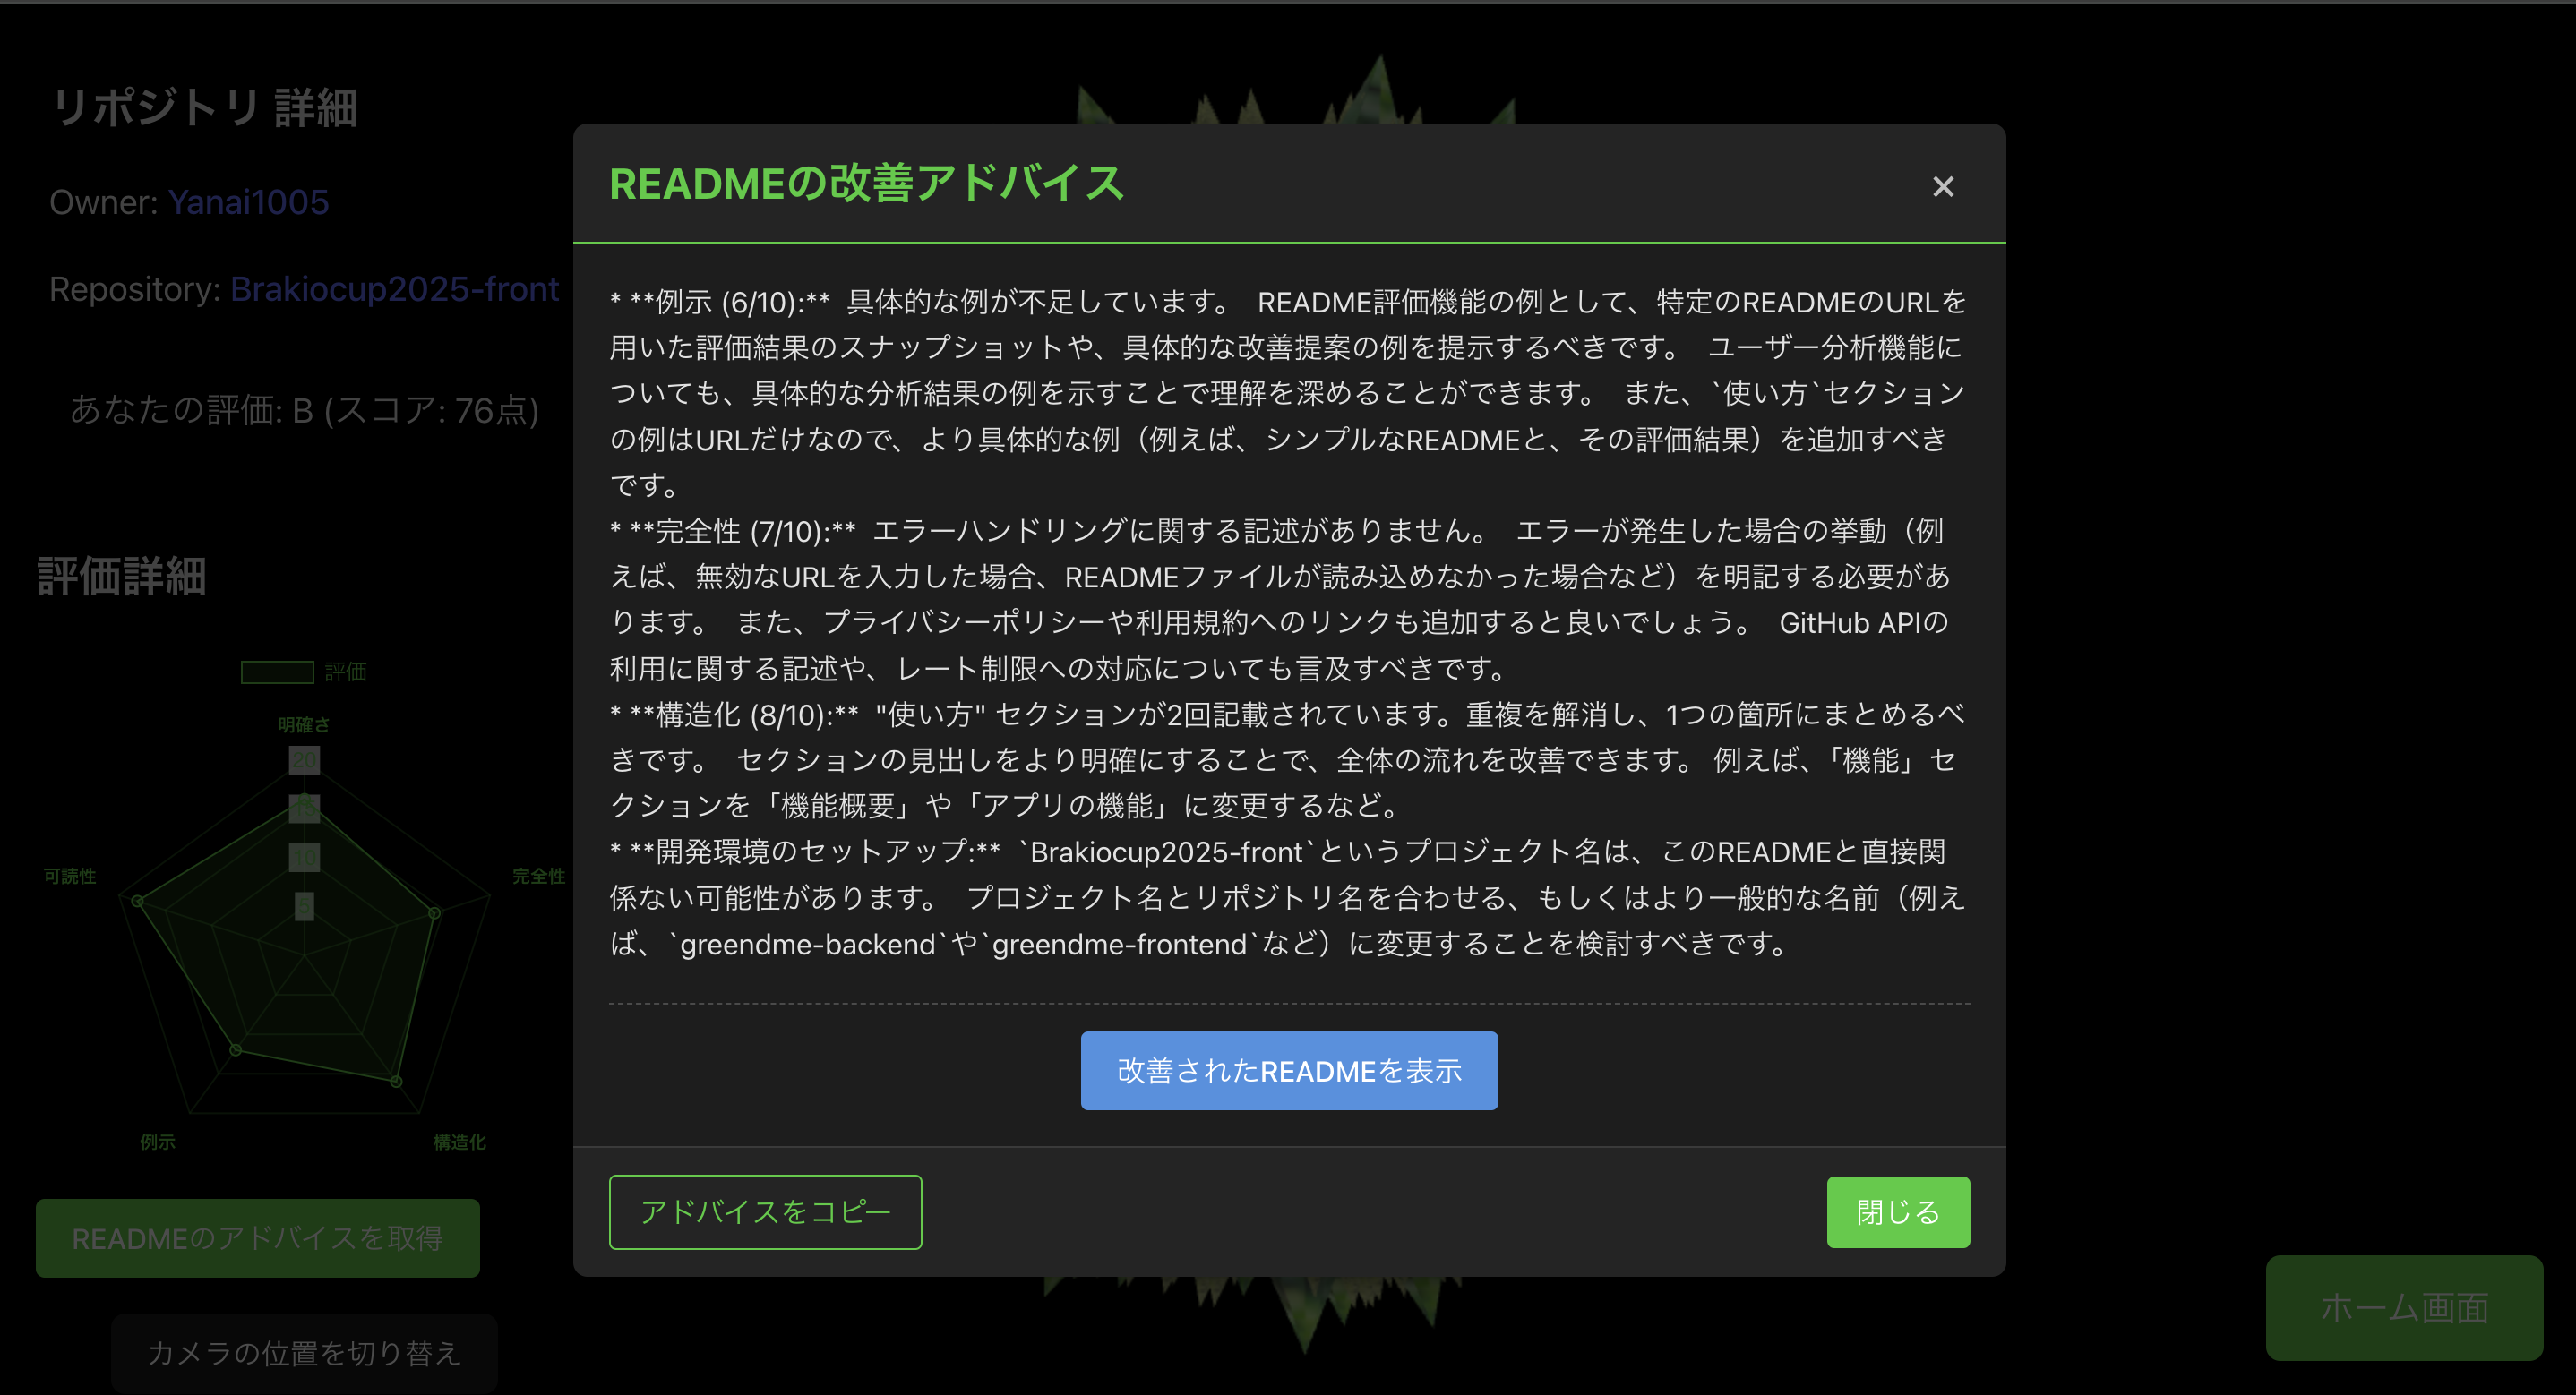 リポジトリ 詳細
Owner: Yanai1005
Repository: Brakiocup2025-front
あなたの評価: B (スコア: 76点)
評価詳細
評価
明確さ
20
10
可読性
完全性
例示
構造化
READMEのアドバイスを取得
カメラの位置を切り替え
READMEの改善アドバイス
×
* **例示 (6/10):** 具体的な例が不足しています。 README評価機能の例として、特定のREADMEのURLを
用いた評価結果のスナップショットや、具体的な改善提案の例を提示するべきです。 ユーザー分析機能に
ついても、具体的な分析結果の例を示すことで理解を深めることができます。 また、`使い方`セクション
の例はURLだけなので、より具体的な例（例えば、シンプルなREADMEと、その評価結果）を追加すべき
です。
* **完全性 (7/10):** エラーハンドリングに関する記述がありません。 エラーが発生した場合の挙動（例
えば、無効なURLを入力した場合、READMEファイルが読み込めなかった場合など）を明記する必要があ
ります。 また、プライバシーポリシーや利用規約へのリンクも追加すると良いでしょう。 GitHub APIの
利用に関する記述や、レート制限への対応についても言及すべきです。
* **構造化 (8/10):** "使い方" セクションが2回記載されています。重複を解消し、1つの箇所にまとめるべ
きです。 セクションの見出しをより明確にすることで、全体の流れを改善できます。 例えば、「機能」セ
クションを「機能概要」や「アプリの機能」に変更するなど。
* **開発環境のセットアップ:** `Brakiocup2025-front`というプロジェクト名は、このREADMEと直接関
係ない可能性があります。 プロジェクト名とリポジトリ名を合わせる、もしくはより一般的な名前（例え
ば、`greendme-backend`や`greendme-frontend`など）に変更することを検討すべきです。
改善されたREADMEを表示
アドバイスをコピー
閉じる
ホーム画面